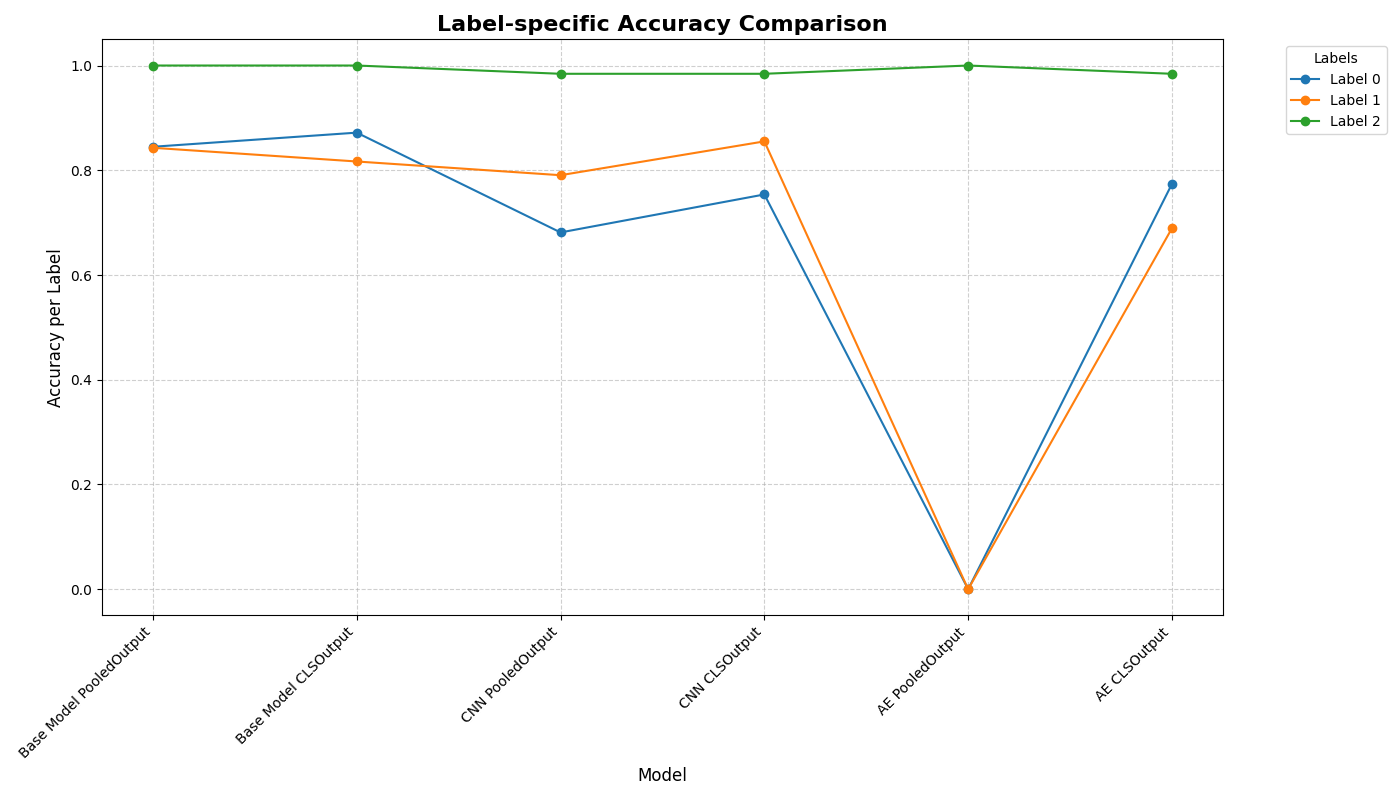 Label-specific Accuracy Comparison
Labels
Label 0
Label 1
Label 2
Accuracy per Label
1.0
0.8
0.6
0.4
0.2
0.0
Base Model PooledOutput
Base Model CLSOutput
CNN PooledOutput
CNN CLSOutput
AE PooledOutput
AE CLSOutput
Model